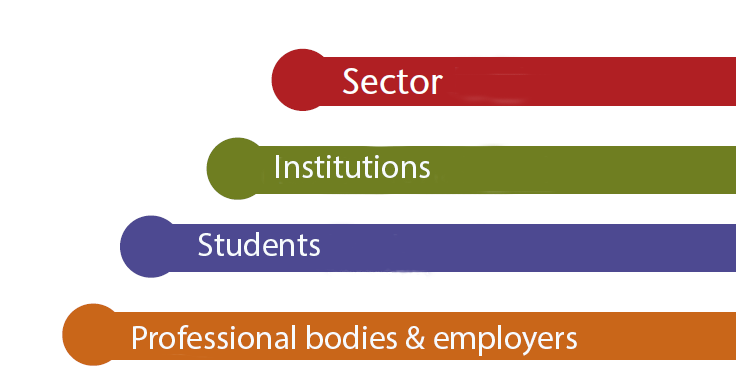 Sector
Institutions
Students
Professional bodies & employers